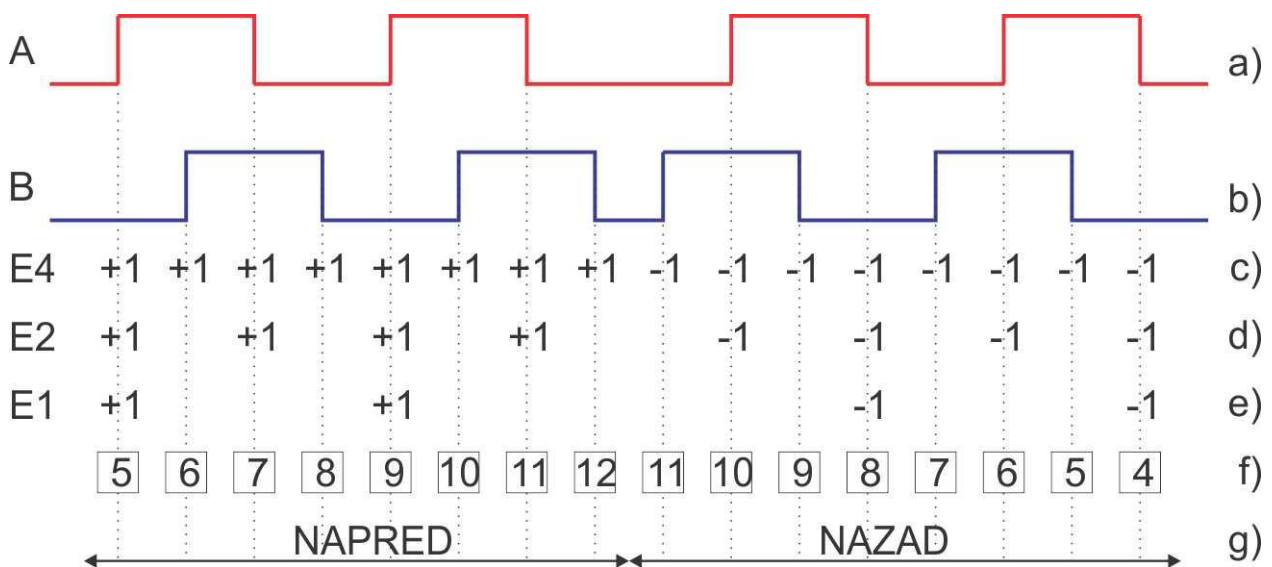 A a)
B b)
E4 +1 +1 +1 +1 +1 +1 +1 +1 -1 -1 -1 -1 -1 -1 -1 -1 c)
E2 +1 +1 +1 +1 -1 -1 -1 -1 d)
E1 +1 +1 -1 -1 e)
5 6 7 8 9 10 11 12 11 10 9 8 7 6 5 4 f)
NAPRED NAZAD g)